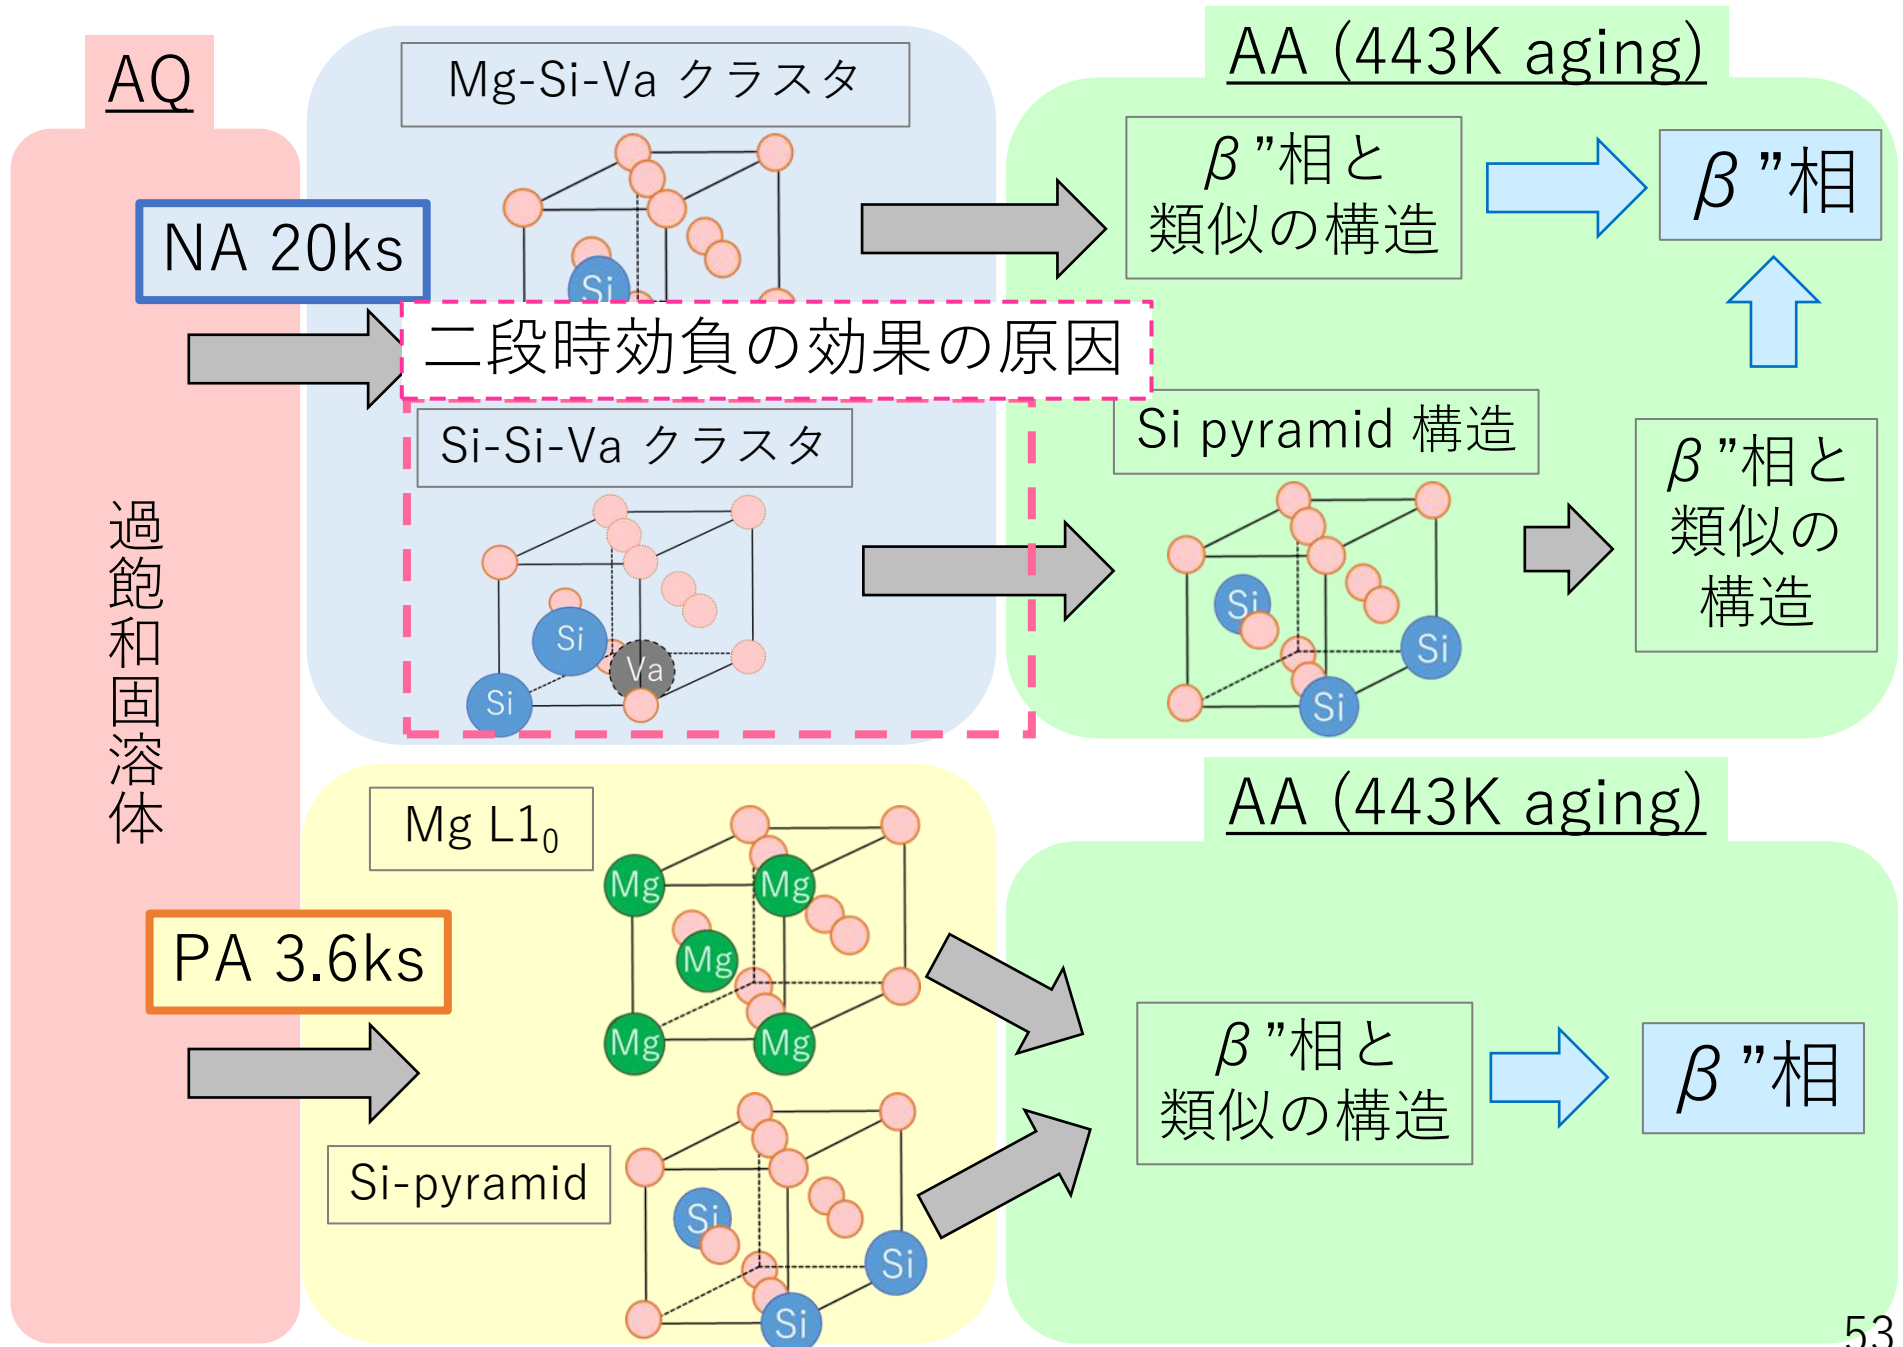 AQ
過飽和固溶体
NA 20ks
Mg-Si-Va クラスタ
Si
二段時効負の効果の原因
Si-Si-Va クラスタ
Si
Va
Si
AA (443K aging)
β”相と
類似の構造
β”相
Si pyramid 構造
Si
Si
Si
β”相と
類似の
構造
PA 3.6ks
Mg L1₀
Mg
Mg
Mg
Mg
Mg
Si-pyramid
Si
Si
Si
AA (443K aging)
β”相と
類似の構造
β”相
53